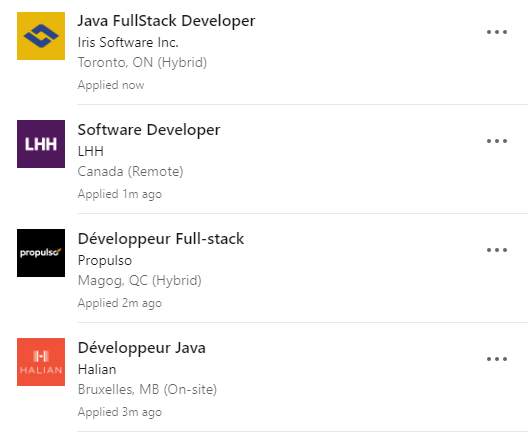 Java FullStack Developer
Iris Software Inc.
Toronto, ON (Hybrid)
Applied now
LHH
Software Developer
LHH
Canada (Remote)
Applied 1m ago
propulso
Développeur Full-stack
Propulso
Magog, QC (Hybrid)
Applied 2m ago
HALIAN
Développeur Java
Halian
Bruxelles, MB (On-site)
Applied 3m ago